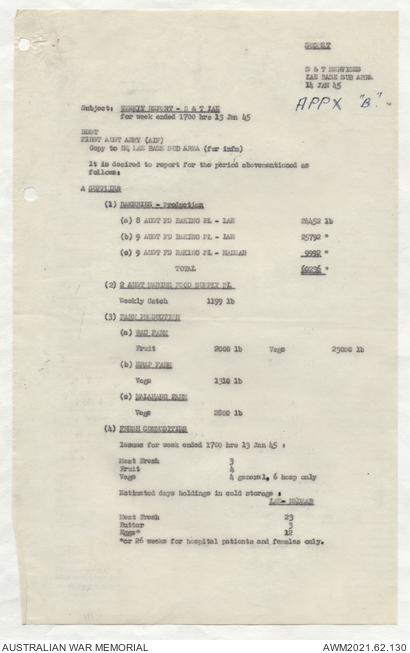 SECRET
S & T SERVICES
LAE BASE SUB AREA
14 JAN 45
APPX "B"
Subject: WEEKLY REPORT - S & T LAE
for week ended 1700 hrs 13 Jan 45
DDST
FIRST AUST ARMY (AIF)
Copy to HQ LAE BASE SUB AREA (for infm)
It is desired to report for the period abovementioned as
follows:
A SUPPLIES
(1) BAKERIES - Production
(a) 8 AUST FD BAKING PL - LAE 24452 lb
(b) 9 AUST FD BAKING PL - LAE 25792 "
(c) 9 AUST FD BAKING PL - NADZAB 9992 "
TOTAL 60236 "
(2) 2 AUST MARINE FOOD SUPPLY PL
Weekly Catch 1199 lb
(3) FARM PRODUCTION
(a) BAU FARM
Fruit 2000 lb Vegs 23000 lb
(b) ERAP FARM
Vegs 1310 lb
(c) MALAHANG FARM
Vegs 2800 lb
(4) FRESH COMMODITIES
Issues for week ended 1700 hrs 13 Jan 45 :
Meat Fresh 3
Fruit 4
Vegs 4 general, 6 hosp only
Estimated days holdings in cold storage :
LAE - NADZAB
Meat Fresh 23
Butter 3
Eggs* 12
*or 26 weeks for hospital patients and females only.
AUSTRALIAN WAR MEMORIAL AWM2021.62.130